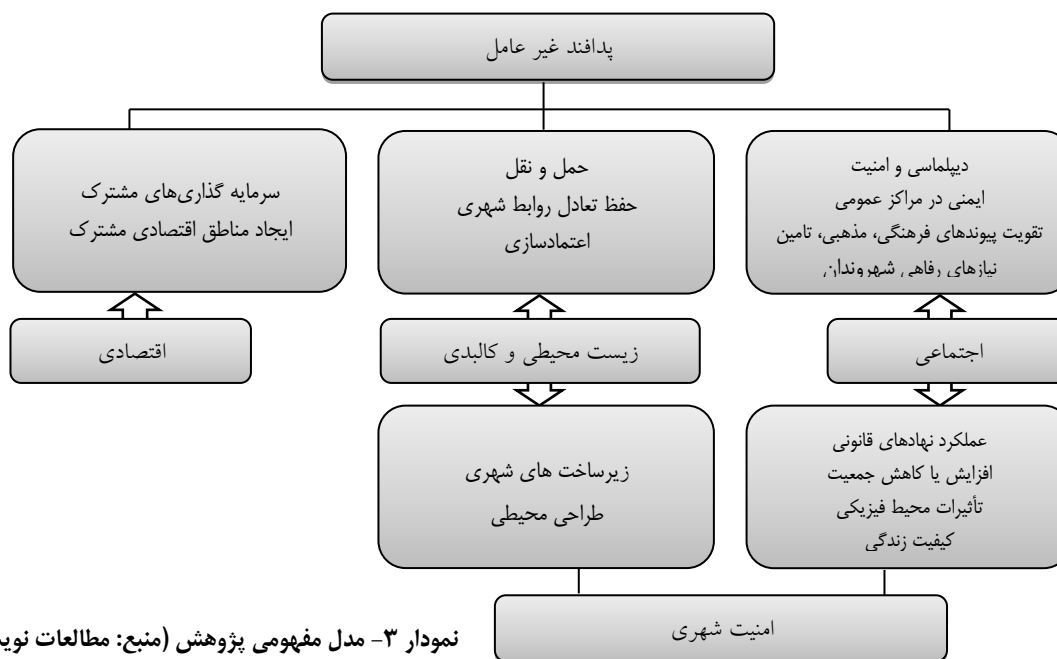 پدافند غیر عامل
دیپلماسی و امنیت
ایمنی در مراکز عمومی
تقویت پیوندهای فرهنگی، مذهبی، تامین
نیازهای رفاهی شهروندان
حمل و نقل
حفظ تعادل روابط شهری
اعتمادسازی
سرمایه گذاری‌های مشترک
ایجاد مناطق اقتصادی مشترک
اجتماعی
زیست محیطی و کالبدی
اقتصادی
عملکرد نهادهای قانونی
افزایش یا کاهش جمعیت
تأثیرات محیط فیزیکی
کیفیت زندگی
زیرساخت های شهری
طراحی محیطی
امنیت شهری
نمودار ۳- مدل مفهومی پژوهش (منبع: مطالعات